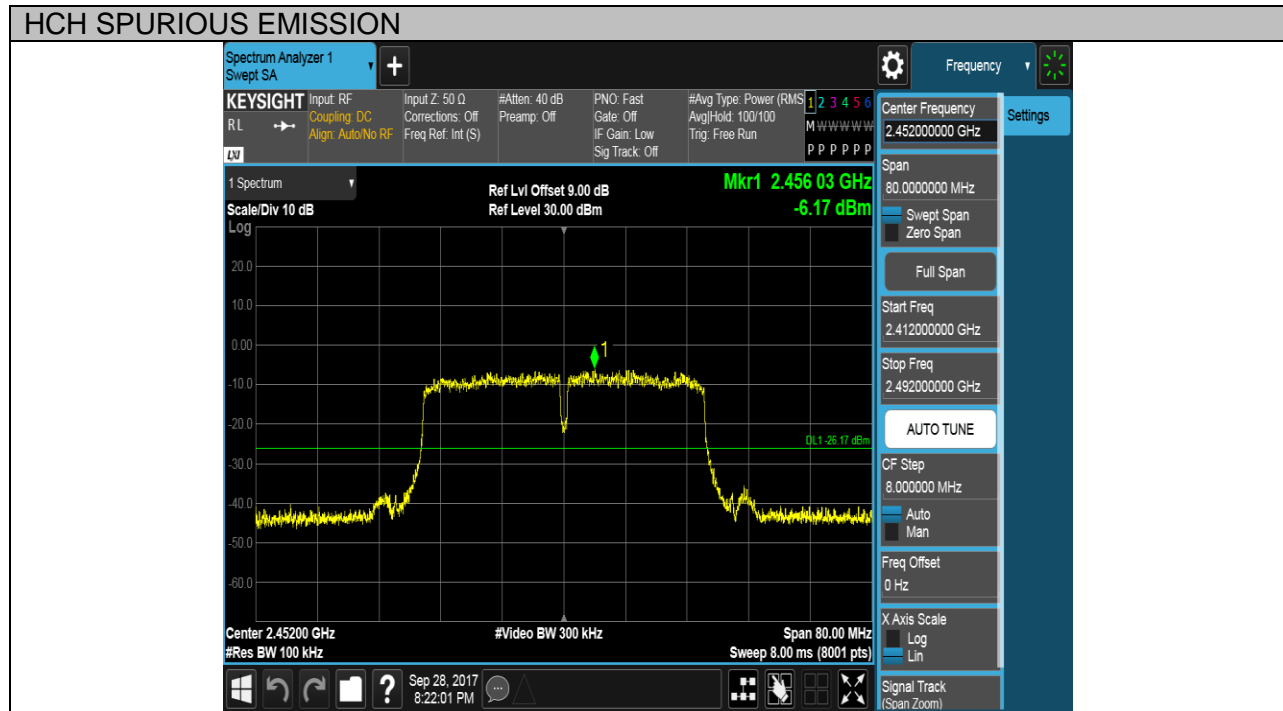 HCH SPURIOUS EMISSION
Spectrum Analyzer 1
Swept SA
Frequency
KEYSIGHT
RL
LXI
Input: RF
Coupling: DC
Align: Auto/No RF
Input Z: 50 Ω
Corrections: Off
Freq Ref: Int (S)
#Atten: 40 dB
Preamp: Off
PNO: Fast
Gate: Off
IF Gain: Low
Sig Track: Off
#Avg Type: Power (RMS
Avg|Hold: 100/100
Trig: Free Run
1 2 3 4 5 6
M W W W W W
P P P P P P
1 Spectrum
Scale/Div 10 dB
Log
Ref Lvl Offset 9.00 dB
Ref Level 30.00 dBm
Mkr1 2.456 03 GHz
-6.17 dBm
20.0
10.0
0.00
-10.0
-20.0
-30.0
-40.0
-50.0
-60.0
1
DL1 -26.17 dBm
Center 2.45200 GHz
#Res BW 100 kHz
#Video BW 300 kHz
Span 80.00 MHz
Sweep 8.00 ms (8001 pts)
Sep 28, 2017
8:22:01 PM
Center Frequency
2.452000000 GHz
Span
80.0000000 MHz
Swept Span
Zero Span
Full Span
Start Freq
2.412000000 GHz
Stop Freq
2.492000000 GHz
AUTO TUNE
CF Step
8.000000 MHz
Auto
Man
Freq Offset
0 Hz
X Axis Scale
Log
Lin
Signal Track
(Span Zoom)
Settings